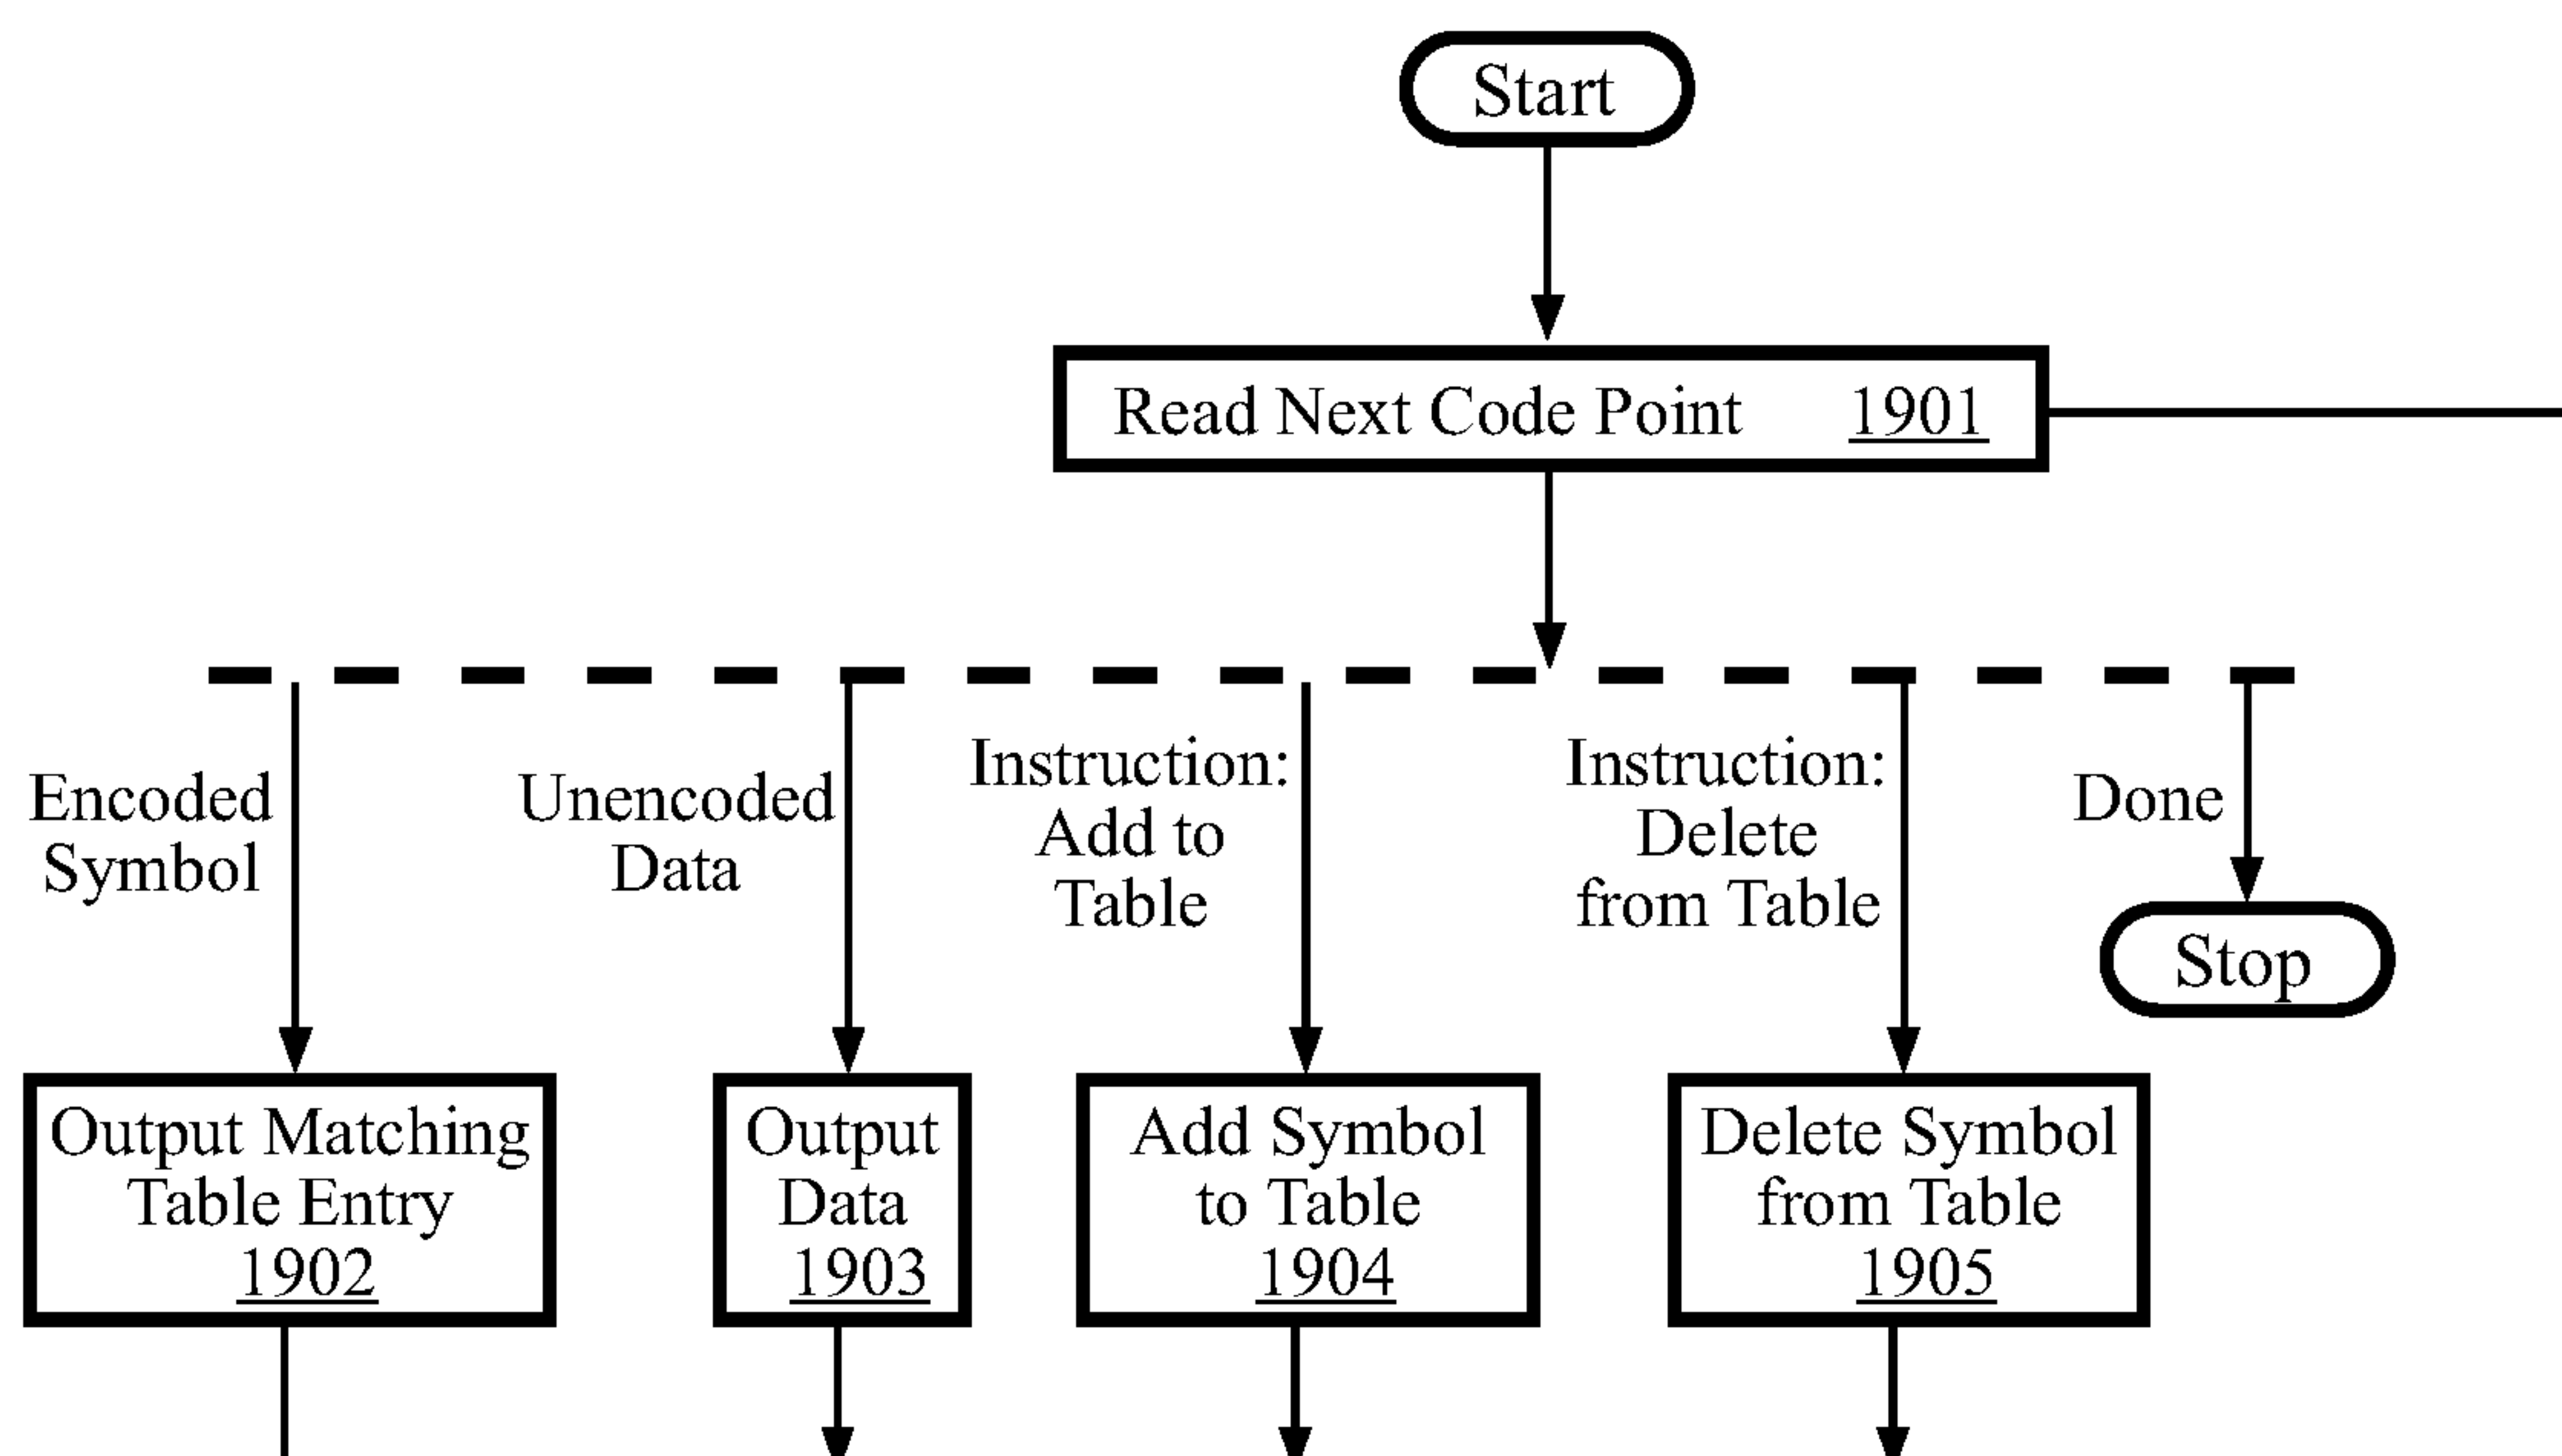 Start
Read Next Code Point 1901
Encoded
Symbol
Unencoded
Data
Instruction:
Add to
Table
Instruction:
Delete
from Table
Done
Stop
Output Matching
Table Entry
1902
Output
Data
1903
Add Symbol
to Table
1904
Delete Symbol
from Table
1905